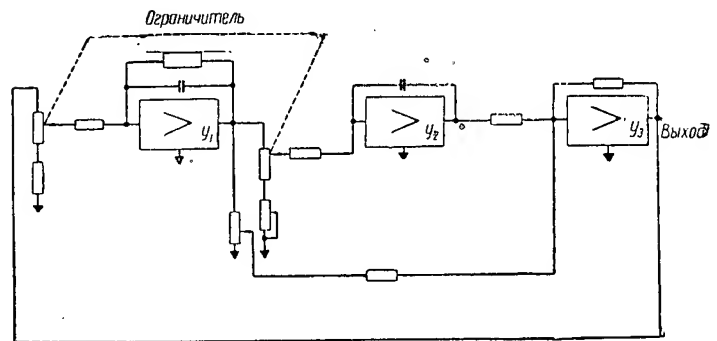 Ограничитель
У₁
У₂
У₃
Выход